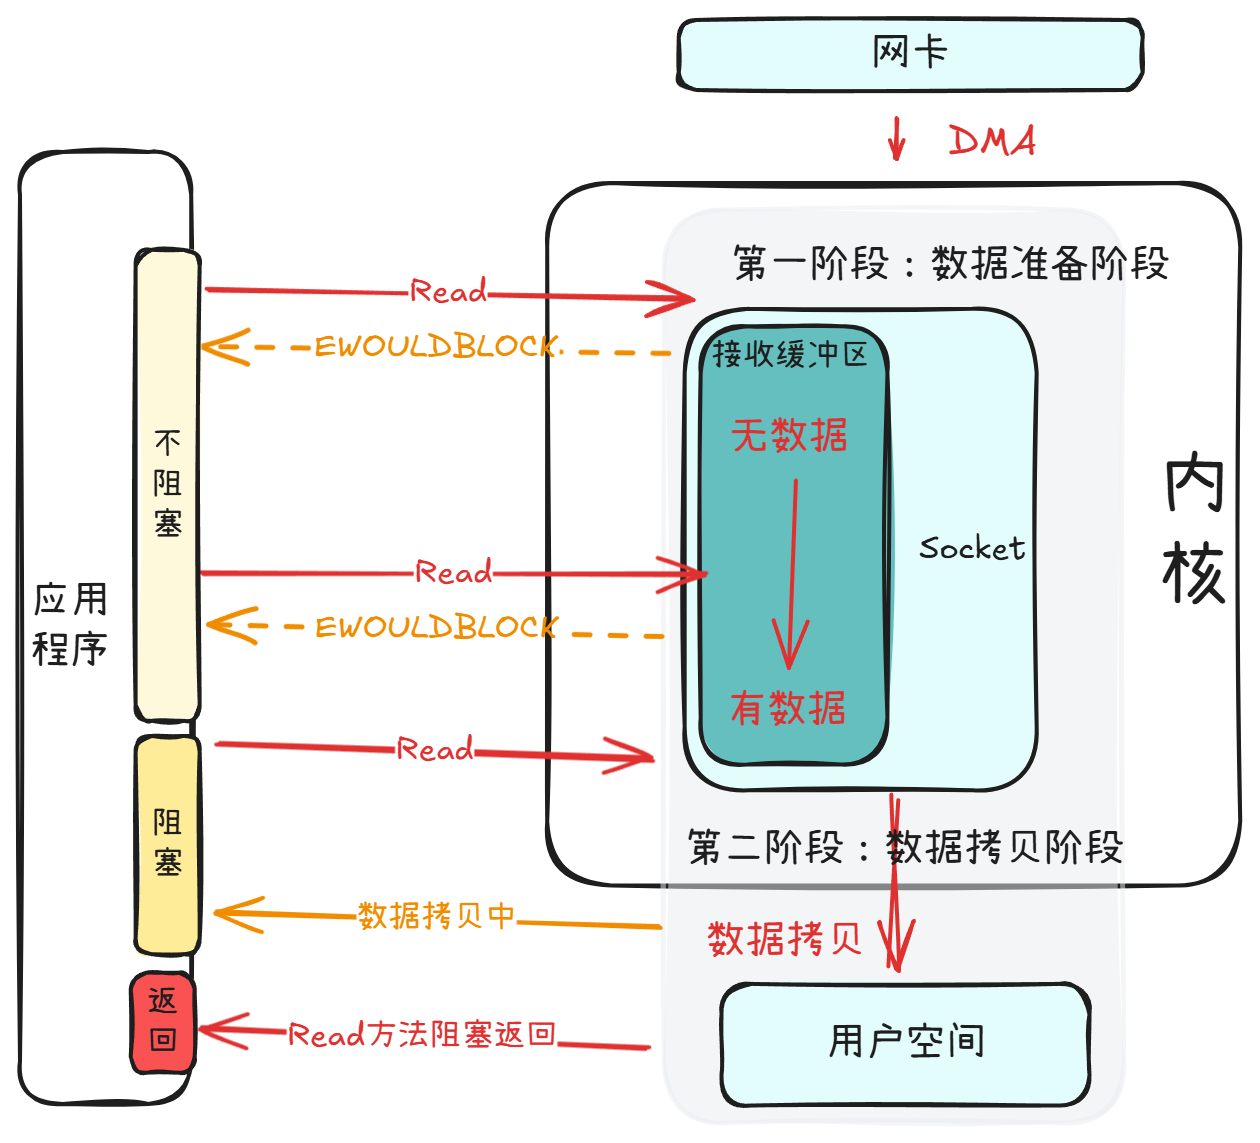 网卡
DMA
第一阶段：数据准备阶段
Read
EWOULDBLOCK
接收缓冲区
无数据
不
阻
塞
内
核
Socket
Read
应用
程序
EWOULDBLOCK
有数据
Read
阻
塞
第二阶段：数据拷贝阶段
数据拷贝中
数据拷贝
返
回
Read方法阻塞返回
用户空间